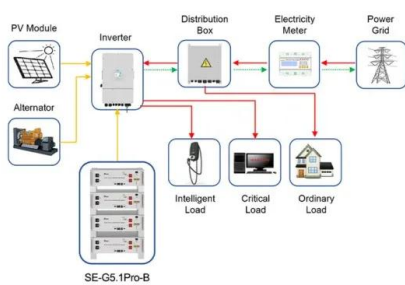 PV Module
Inverter
Distribution
Box
Electricity
Meter
Power
Grid
Alternator
Intelligent
Load
Critical
Load
Ordinary
Load
SE-G5.1Pro-B